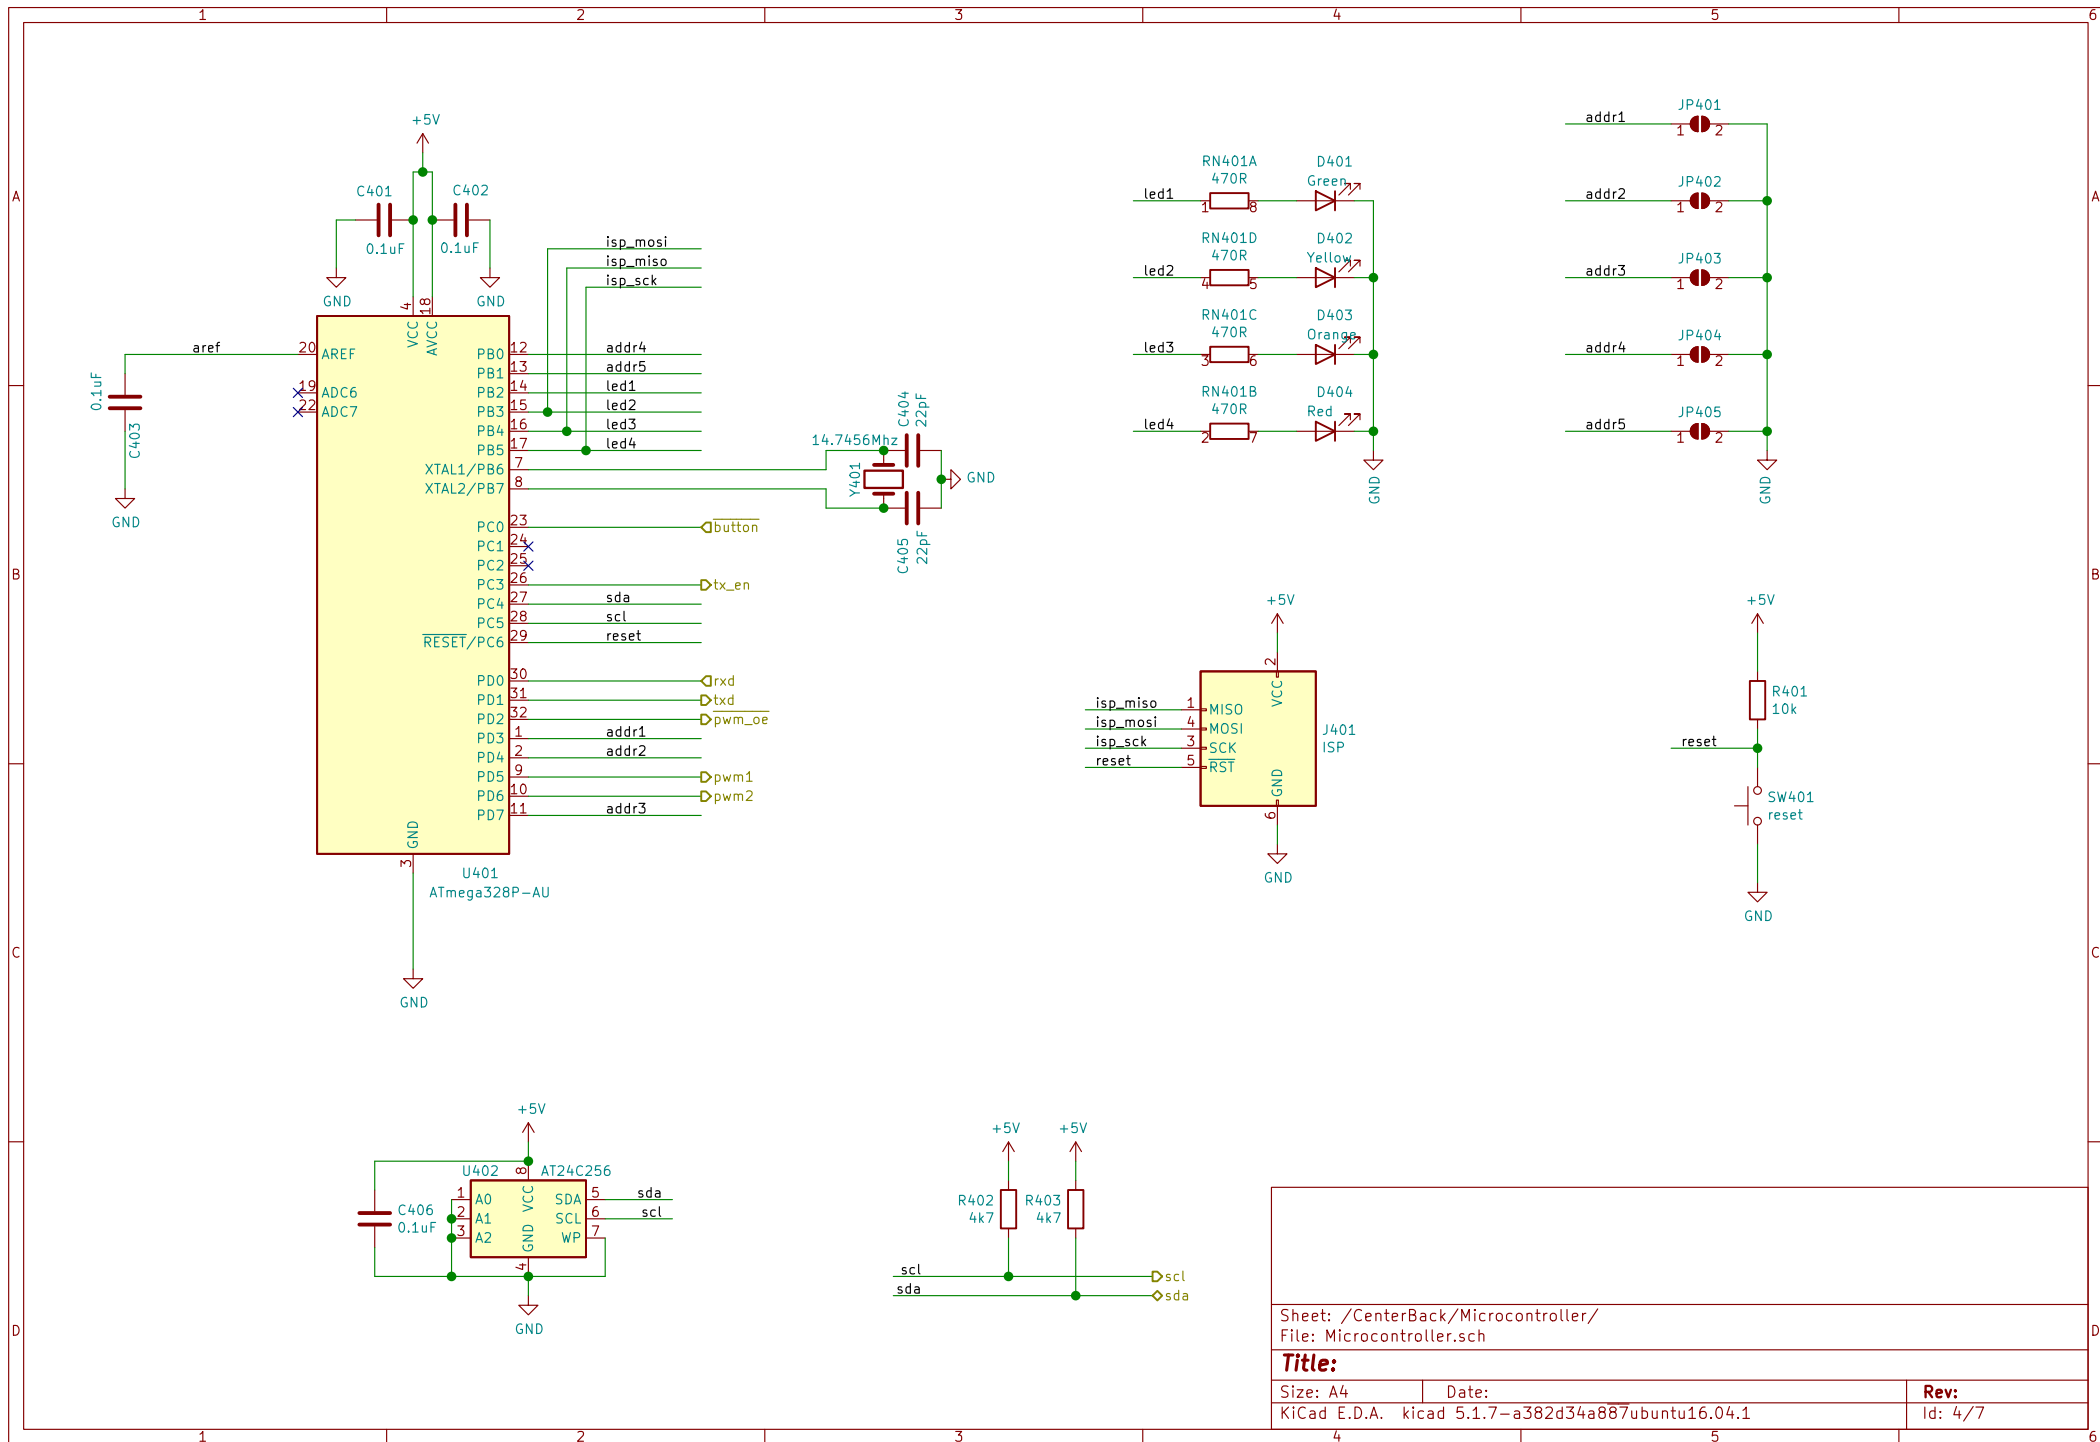 1 2 3 4 5 6
A
B
C
D
+5V
C401
0.1uF
C402
0.1uF
GND
GND
isp_mosi
isp_miso
isp_sck
4
VCC
18
AVCC
aref
20 AREF
19 ADC6
22 ADC7
0.1uF
C403
GND
PB0 12 addr4
PB1 13 addr5
PB2 14 led1
PB3 15 led2
PB4 16 led3
PB5 17 led4
XTAL1/PB6 7
XTAL2/PB7 8
PC0 23 button
PC1 24
PC2 25
PC3 26 tx_en
PC4 27 sda
PC5 28 scl
RESET/PC6 29 reset
PD0 30 rxd
PD1 31 txd
PD2 32 pwm_oe
PD3 1 addr1
PD4 2 addr2
PD5 9 pwm1
PD6 10 pwm2
PD7 11 addr3
GND
3
U401
ATmega328P-AU
GND
14.7456Mhz
Y401
C404
22pF
C405
22pF
GND
RN401A
470R
led1 1 8
D401
Green
RN401D
470R
led2 4 5
D402
Yellow
RN401C
470R
led3 3 6
D403
Orange
RN401B
470R
led4 2 7
D404
Red
GND
JP401
addr1 1 2
JP402
addr2 1 2
JP403
addr3 1 2
JP404
addr4 1 2
JP405
addr5 1 2
GND
+5V
2
VCC
isp_miso 1 MISO
isp_mosi 4 MOSI
isp_sck 3 SCK
reset 5 RST
J401
ISP
GND
6
GND
+5V
R401
10k
reset
SW401
reset
GND
+5V
U402
8
AT24C256
VCC
1 A0
2 A1
3 A2
SDA 5 sda
SCL 6 scl
WP 7
GND
4
C406
0.1uF
GND
+5V
+5V
R402
4k7
R403
4k7
scl
sda
scl
sda
Sheet: /CenterBack/Microcontroller/
File: Microcontroller.sch
Title:
Size: A4
Date:
Rev:
KiCad E.D.A. kicad 5.1.7-a382d34a887ubuntu16.04.1
Id: 4/7
A
B
C
D
1 2 3 4 5 6